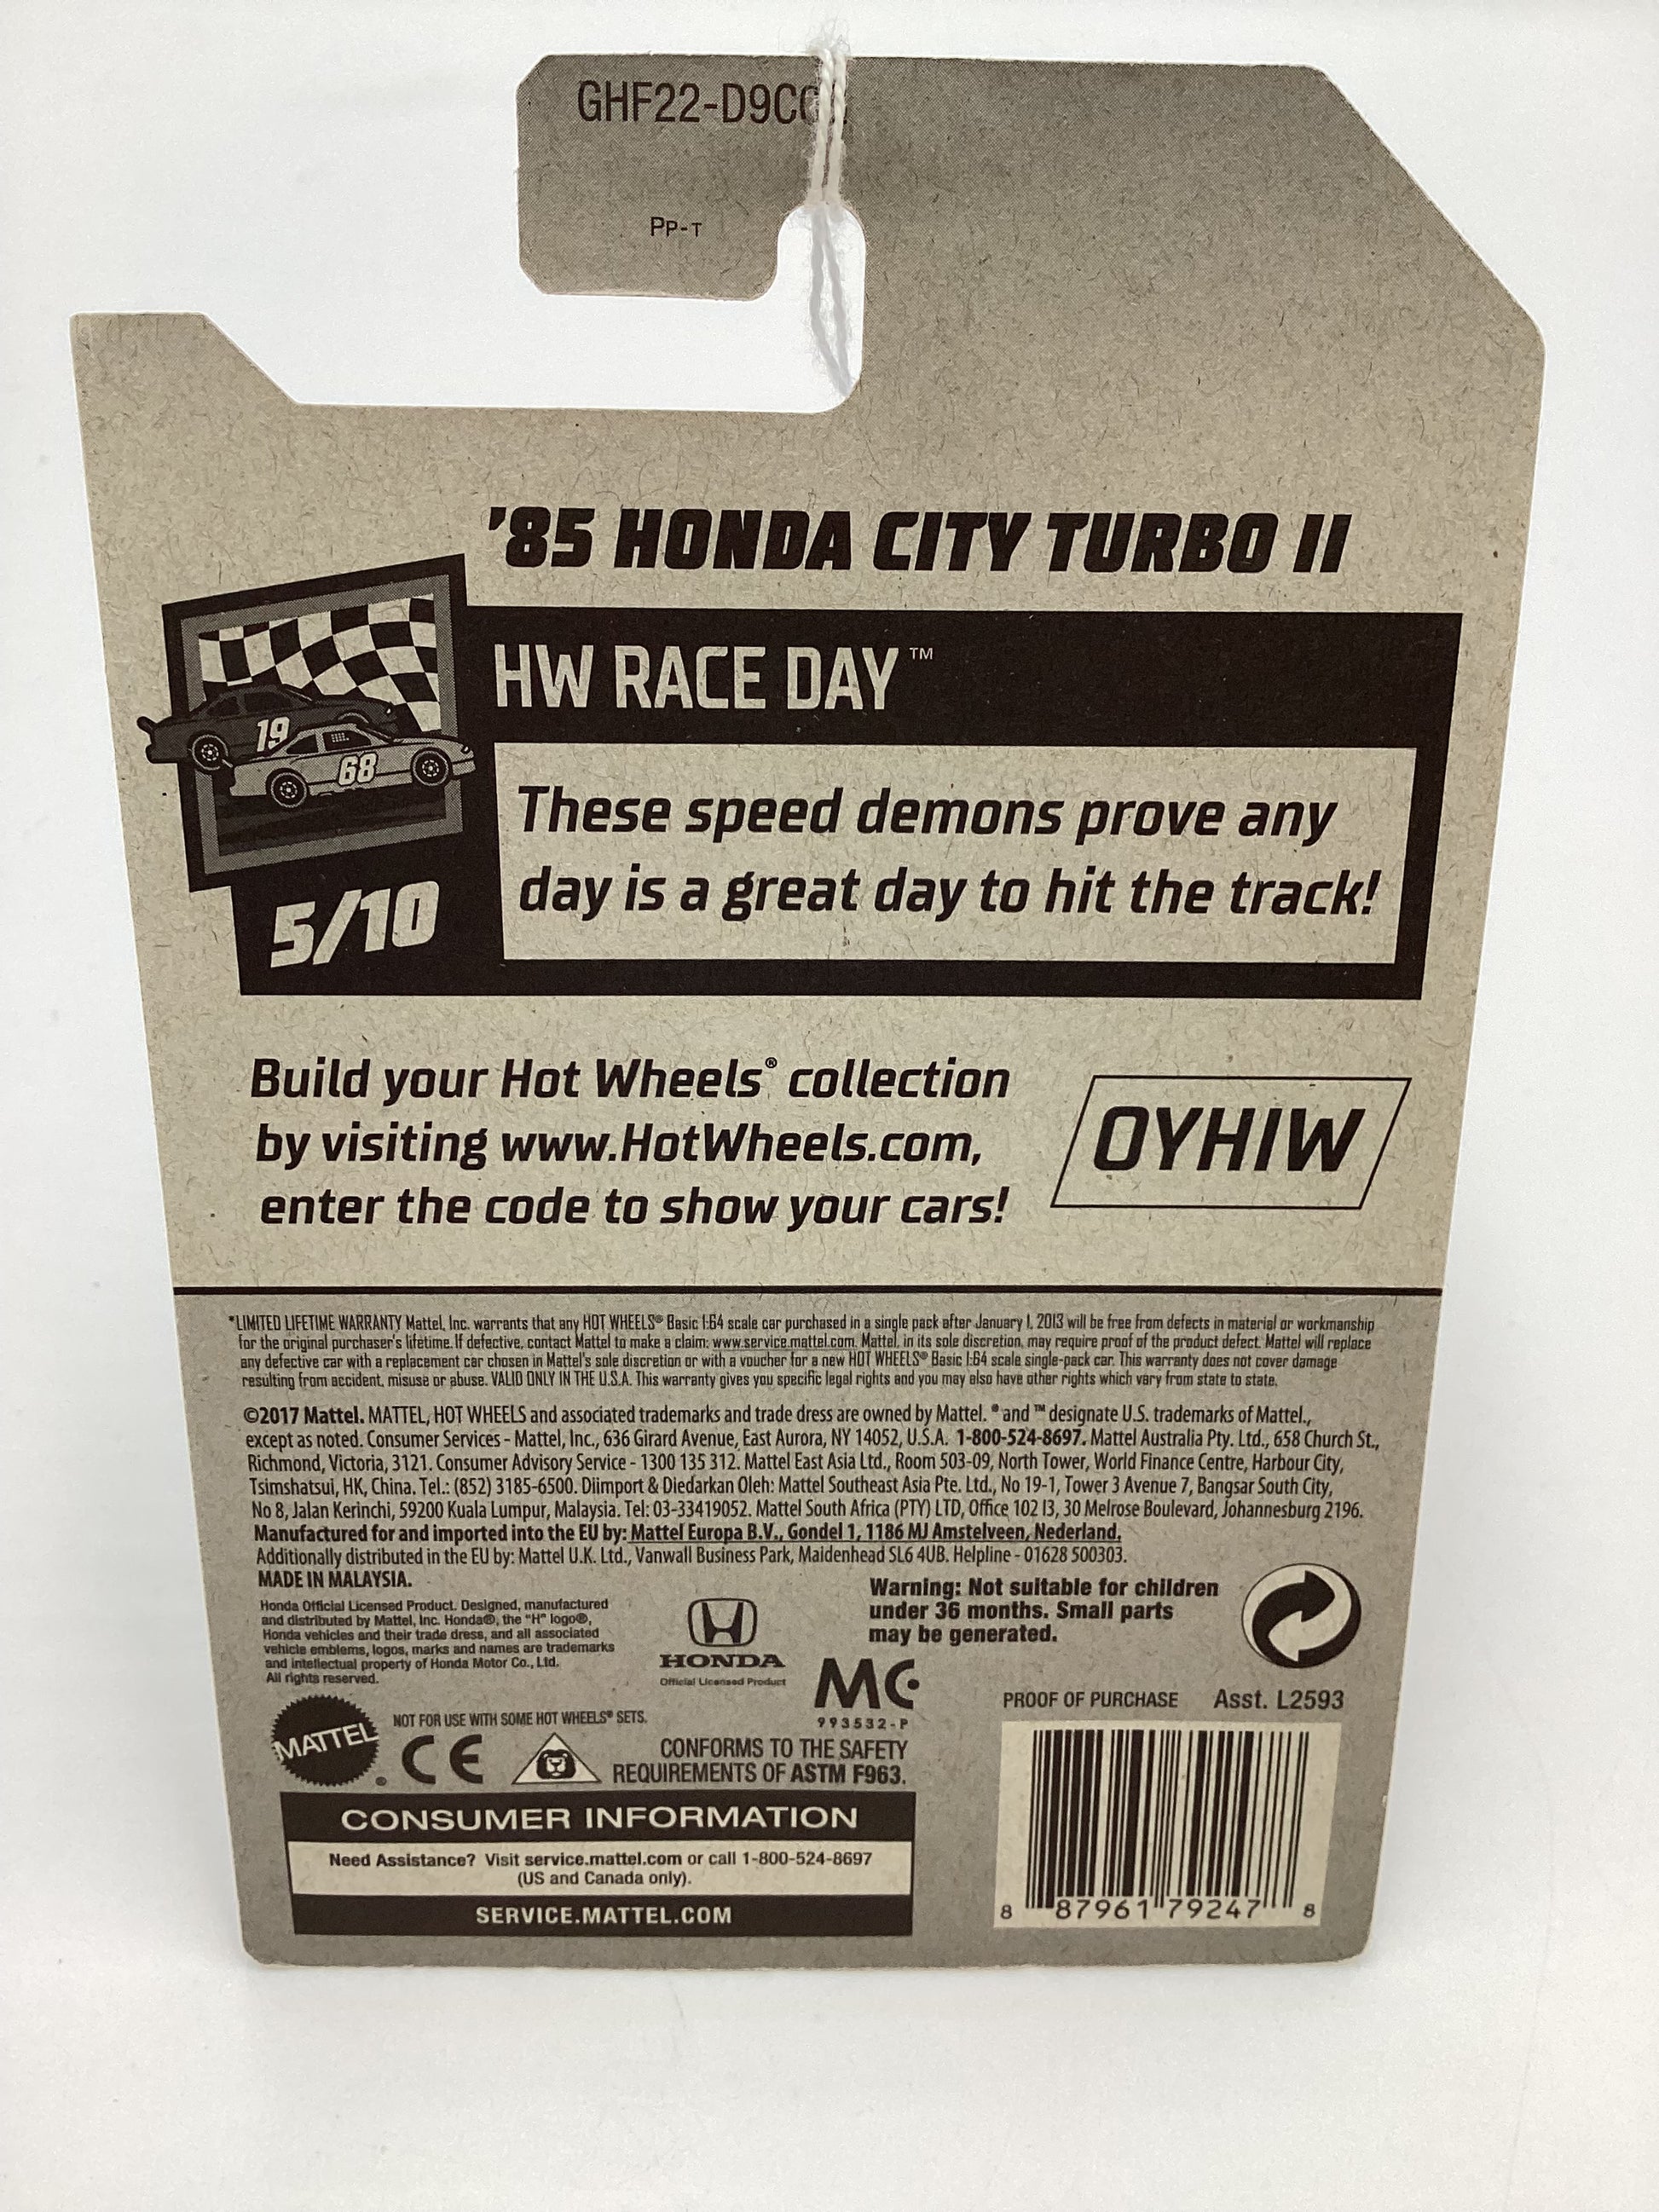 GHF22-D9C
PP-T
'85 HONDA CITY TURBO II
HW RACE DAY™
19
68
5/10
These speed demons prove any
day is a great day to hit the track!
Build your Hot Wheels® collection
by visiting www.HotWheels.com,
enter the code to show your cars!
OYHIW
*LIMITED LIFETIME WARRANTY Mattel, Inc. warrants that any HOT WHEELS® Basic 1:64 scale car purchased in a single pack after January 1, 2013 will be free from defects in material or workmanship
for the original purchaser's lifetime. If defective, contact Mattel to make a claim: www.service.mattel.com. Mattel, in its sole discretion, may require proof of the product defect. Mattel will replace
any defective car with a replacement car chosen in Mattel's sole discretion or with a voucher for a new HOT WHEELS® Basic 1:64 scale single-pack car. This warranty does not cover damage
resulting from accident, misuse or abuse. VALID ONLY IN THE U.S.A. This warranty gives you specific legal rights and you may also have other rights which vary from state to state.
©2017 Mattel. MATTEL, HOT WHEELS and associated trademarks and trade dress are owned by Mattel. ® and ™ designate U.S. trademarks of Mattel.,
except as noted. Consumer Services - Mattel, Inc., 636 Girard Avenue, East Aurora, NY 14052, U.S.A. 1-800-524-8697. Mattel Australia Pty. Ltd., 658 Church St.,
Richmond, Victoria, 3121. Consumer Advisory Service - 1300 135 312. Mattel East Asia Ltd., Room 503-09, North Tower, World Finance Centre, Harbour City,
Tsimshatsui, HK, China. Tel.: (852) 3185-6500. Diimport & Diedarkan Oleh: Mattel Southeast Asia Pte. Ltd., No 19-1, Tower 3 Avenue 7, Bangsar South City,
No 8, Jalan Kerinchi, 59200 Kuala Lumpur, Malaysia. Tel: 03-33419052. Mattel South Africa (PTY) LTD, Office 102 I3, 30 Melrose Boulevard, Johannesburg 2196.
Manufactured for and imported into the EU by: Mattel Europa B.V., Gondel 1, 1186 MJ Amstelveen, Nederland.
Additionally distributed in the EU by: Mattel U.K. Ltd., Vanwall Business Park, Maidenhead SL6 4UB. Helpline - 01628 500303.
MADE IN MALAYSIA.
Honda Official Licensed Product. Designed, manufactured
and distributed by Mattel, Inc. Honda®, the "H" logo®,
Honda vehicles and their trade dress, and all associated
vehicle emblems, logos, marks and names are trademarks
and intellectual property of Honda Motor Co., Ltd.
All rights reserved.
HONDA
Official Licensed Product
Warning: Not suitable for children
under 36 months. Small parts
may be generated.
MC
993532-P
PROOF OF PURCHASE Asst. L2593
MATTEL®
NOT FOR USE WITH SOME HOT WHEELS® SETS.
CE
CONFORMS TO THE SAFETY
REQUIREMENTS OF ASTM F963.
CONSUMER INFORMATION
Need Assistance? Visit service.mattel.com or call 1-800-524-8697
(US and Canada only).
SERVICE.MATTEL.COM
8 87961 79247 8